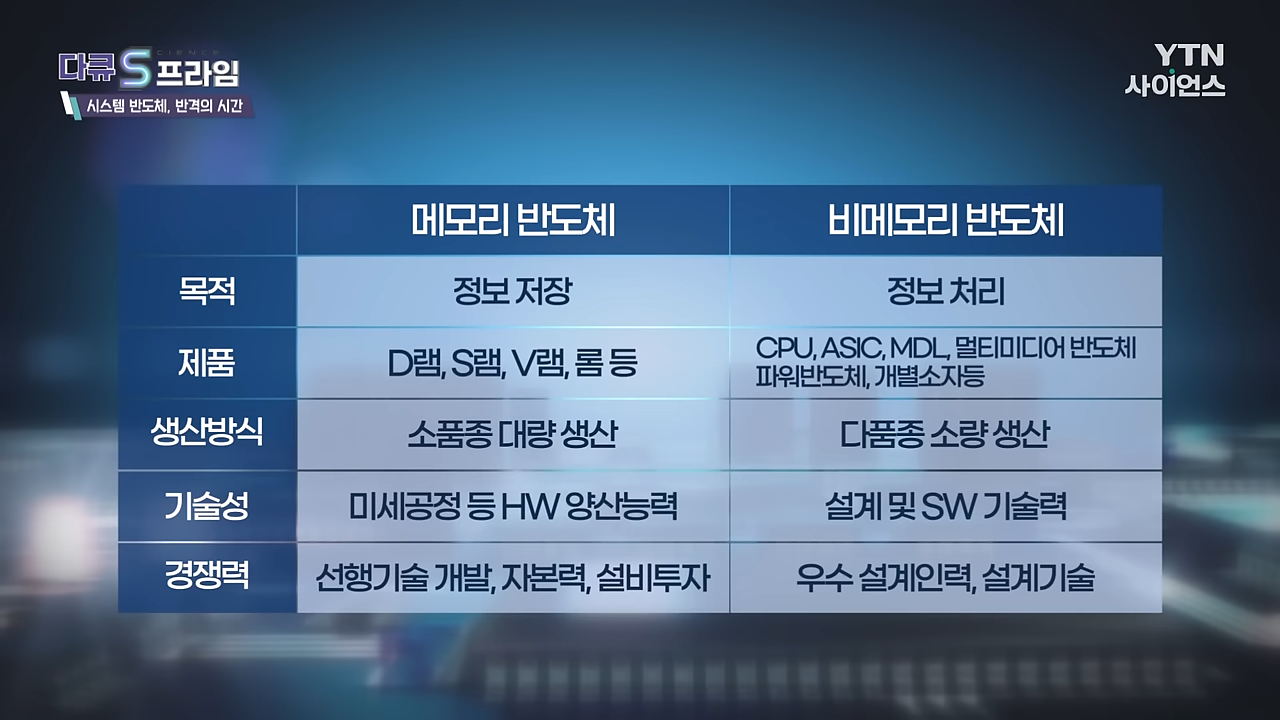 다큐 S 프라임
CIENCE
시스템 반도체, 반격의 시간
YTN
사이언스
메모리 반도체
비메모리 반도체
목적
정보 저장
정보 처리
제품
D램, S램, V램, 롬 등
CPU, ASIC, MDL, 멀티미디어 반도체
파워반도체, 개별소자등
생산방식
소품종 대량 생산
다품종 소량 생산
기술성
미세공정 등 HW 양산능력
설계 및 SW 기술력
경쟁력
선행기술 개발, 자본력, 설비투자
우수 설계인력, 설계기술